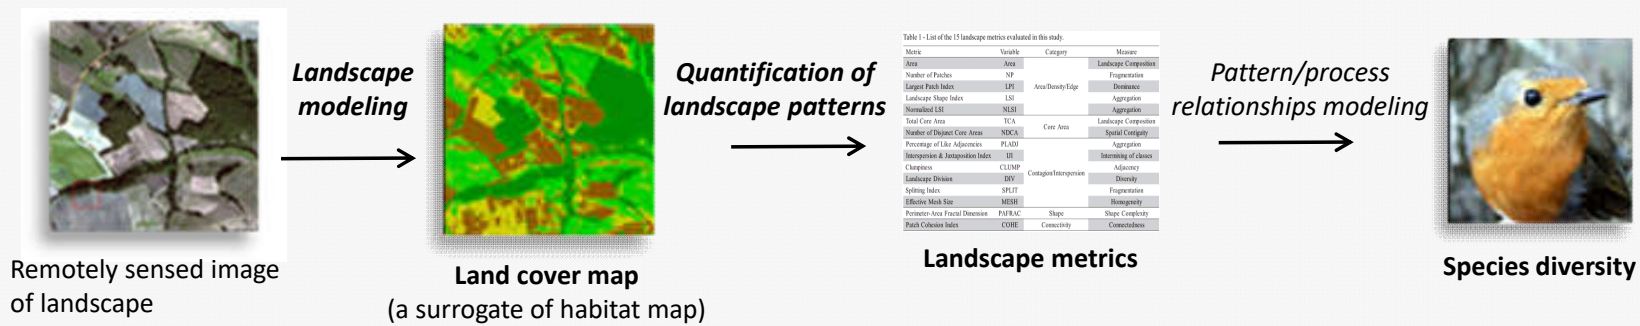 Landscape
modeling
Quantification of
landscape patterns
Pattern/process
relationships modeling
Remotely sensed image
of landscape
Land cover map
(a surrogate of habitat map)
Table 1 - List of the 15 landscape metrics evaluated in this study.
Metric Variable Category Measure
Area Area Landscape Composition
Number of Patches NP Fragmentation
Largest Patch Index LPI Area/Density/Edge Dominance
Landscape Shape Index LSI Aggregation
Normalized LSI NLSI Aggregation
Total Core Area TCA Landscape Composition
Core Area
Number of Disjunct Core Areas NDCA Spatial Contiguity
Percentage of Like Adjacencies PLADJ Aggregation
Interspersion & Juxtaposition Index IJI Intermixing of classes
Clumpiness CLUMP Adjacency
Contagion/Interspersion
Landscape Division DIV Diversity
Splitting Index SPLIT Fragmentation
Effective Mesh Size MESH Homogeneity
Perimeter-Area Fractal Dimension PAFRAC Shape Shape Complexity
Patch Cohesion Index COHE Connectivity Connectedness
Landscape metrics
Species diversity